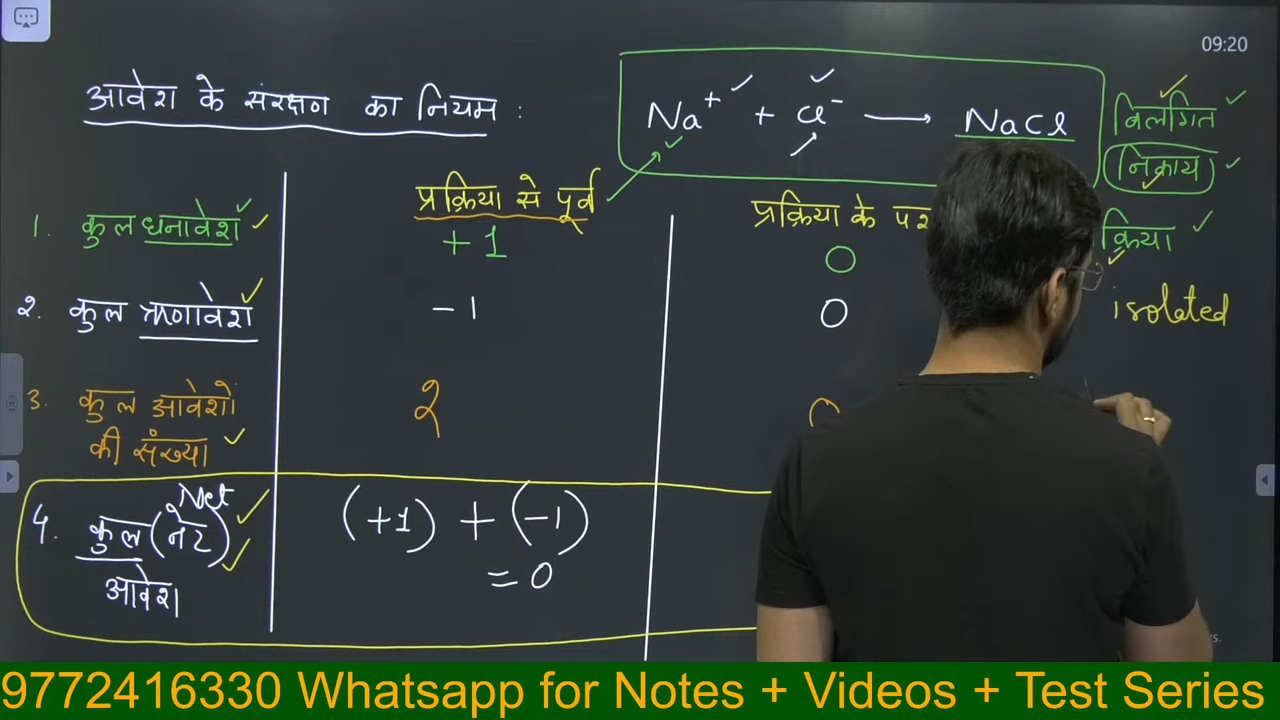 09:20
आवेश के संरक्षण का नियम :
Na⁺ + Cl⁻ → NaCl
विलगित
निकाय
क्रिया
isolated
प्रक्रिया से पूर्व
प्रक्रिया के
1. कुल धनावेश +1 0
2. कुल ऋणावेश -1 0
3. कुल आवेशों की संख्या 2
4. कुल (नेट) Net आवेश (+1) + (-1)
= 0
9772416330 Whatsapp for Notes + Videos + Test Series